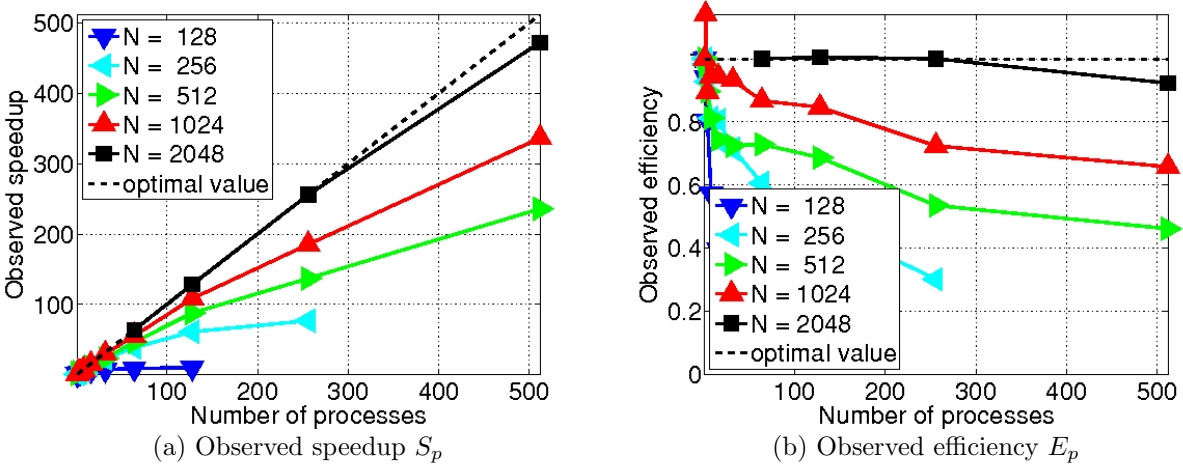 Observed speedup
500
400
300
200
100
N = 128
N = 256
N = 512
N = 1024
N = 2048
optimal value
100 200 300 400 500
Number of processes
(a) Observed speedup Sp
Observed efficiency
0.8
0.6
0.4
0.2
0
N = 128
N = 256
N = 512
N = 1024
N = 2048
optimal value
100 200 300 400 500
Number of processes
(b) Observed efficiency Ep